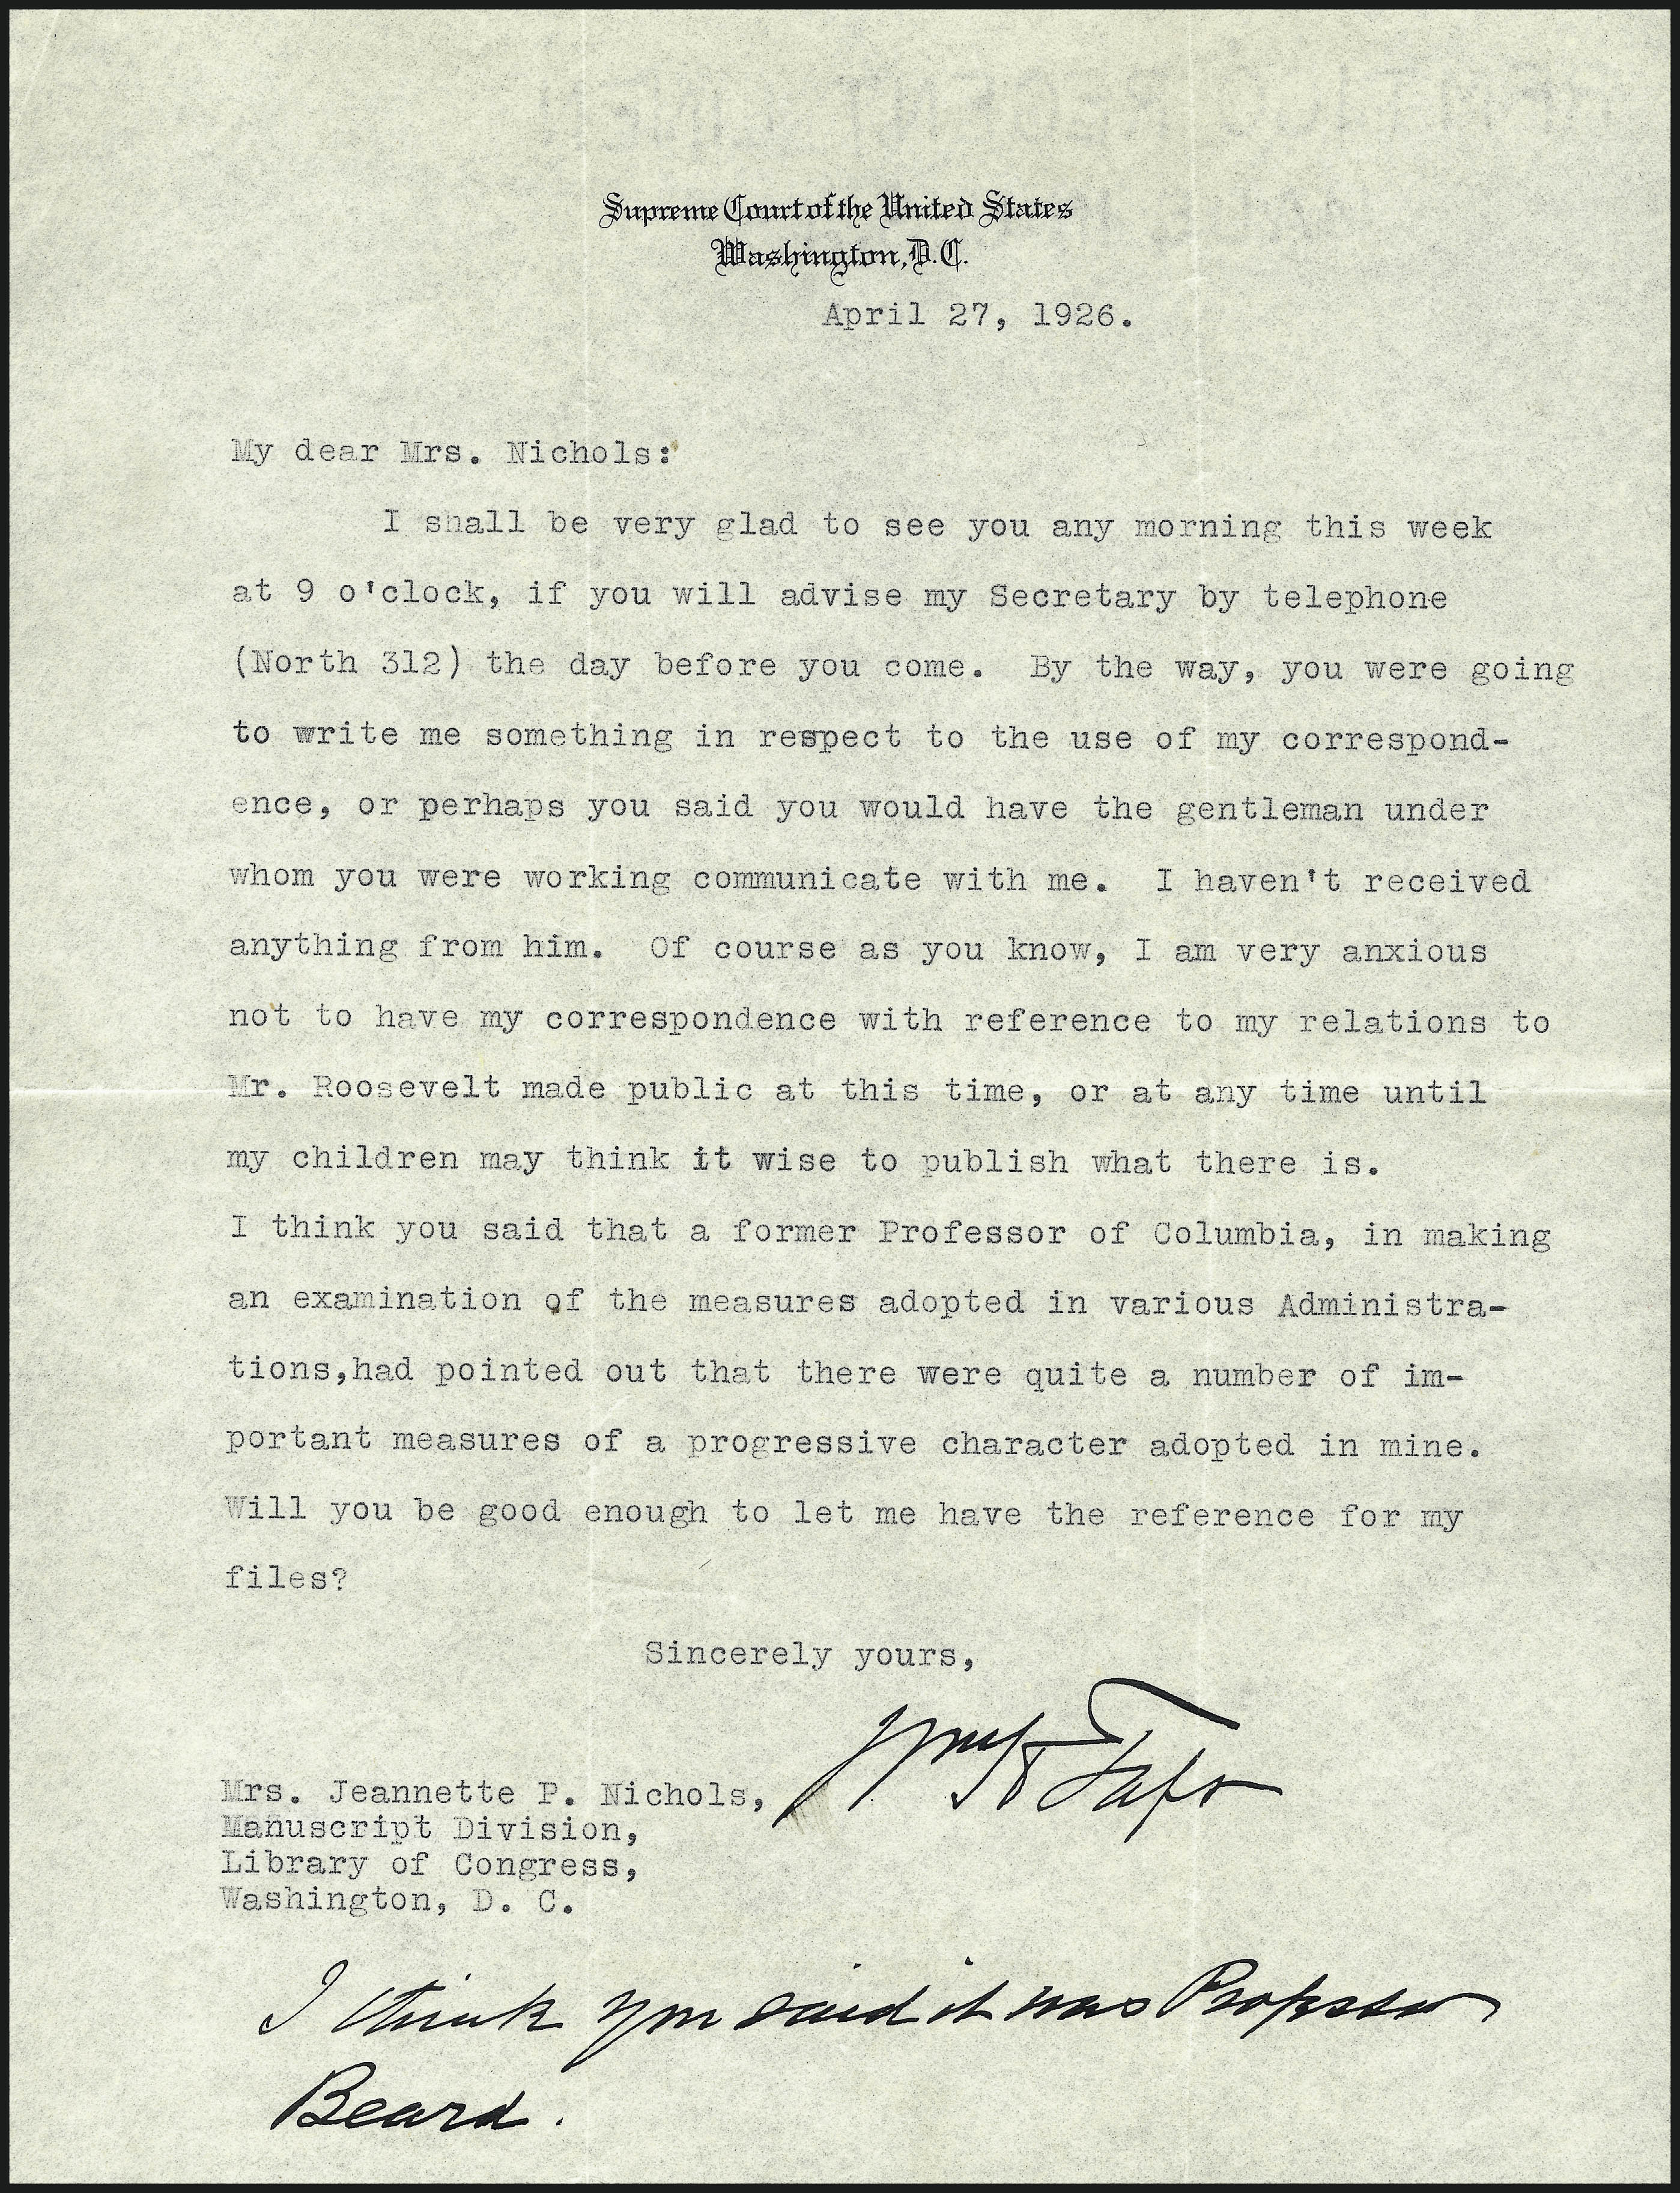 Supreme Court of the United States
Washington, D.C.
April 27, 1926.
My dear Mrs. Nichols:
I shall be very glad to see you any morning this week
at 9 o'clock, if you will advise my Secretary by telephone
(North 312) the day before you come. By the way, you were going
to write me something in respect to the use of my correspond-
ence, or perhaps you said you would have the gentleman under
whom you were working communicate with me. I haven't received
anything from him. Of course as you know, I am very anxious
not to have my correspondence with reference to my relations to
Mr. Roosevelt made public at this time, or at any time until
my children may think it wise to publish what there is.
I think you said that a former Professor of Columbia, in making
an examination of the measures adopted in various Administra-
tions,had pointed out that there were quite a number of im-
portant measures of a progressive character adopted in mine.
Will you be good enough to let me have the reference for my
files?
Sincerely yours,
Wm H Taft
Mrs. Jeannette P. Nichols,
Manuscript Division,
Library of Congress,
Washington, D. C.
I think you said it was Professor
Beard.